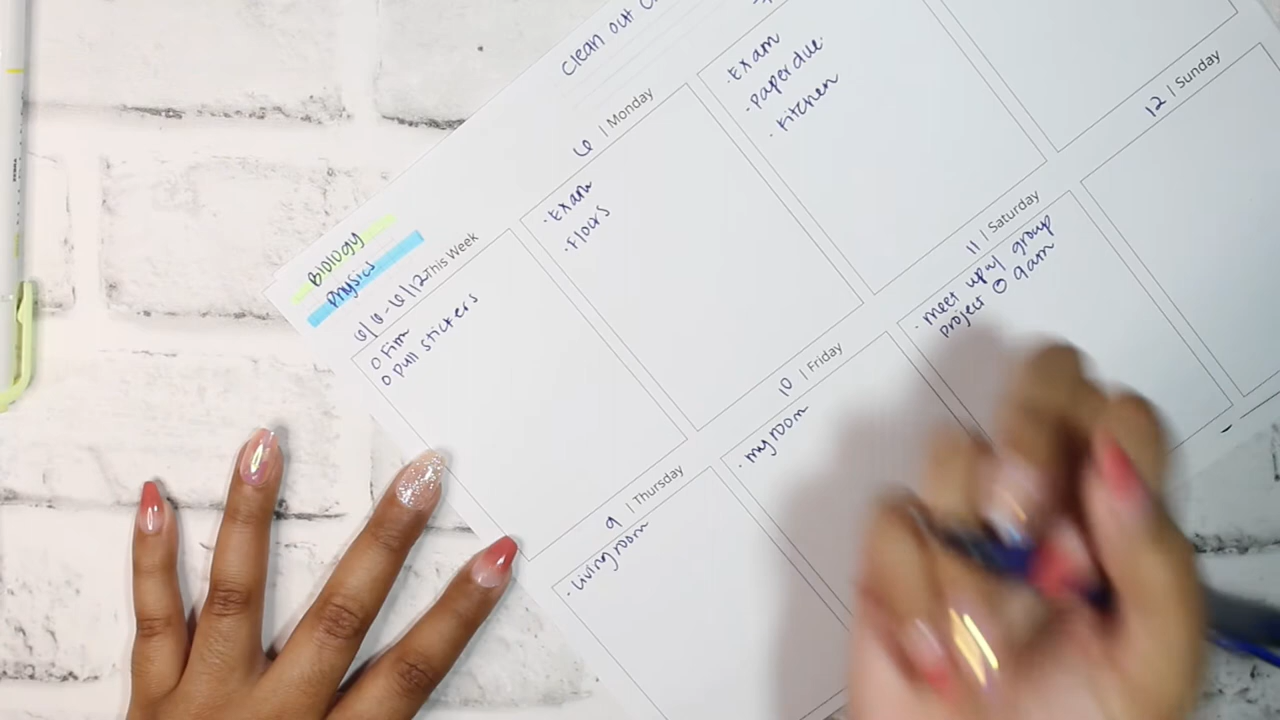 Clean out
Biology
Physics
6/6-6/12 This Week
o Firm
o Pull stickers
6 | Monday
· Exam
· Floors
· Exam
· Paper due
· Kitchen
9 | Thursday
· Living room
10 | Friday
· my room
11 | Saturday
· meet up w/ group
project @ 9am
12 | Sunday